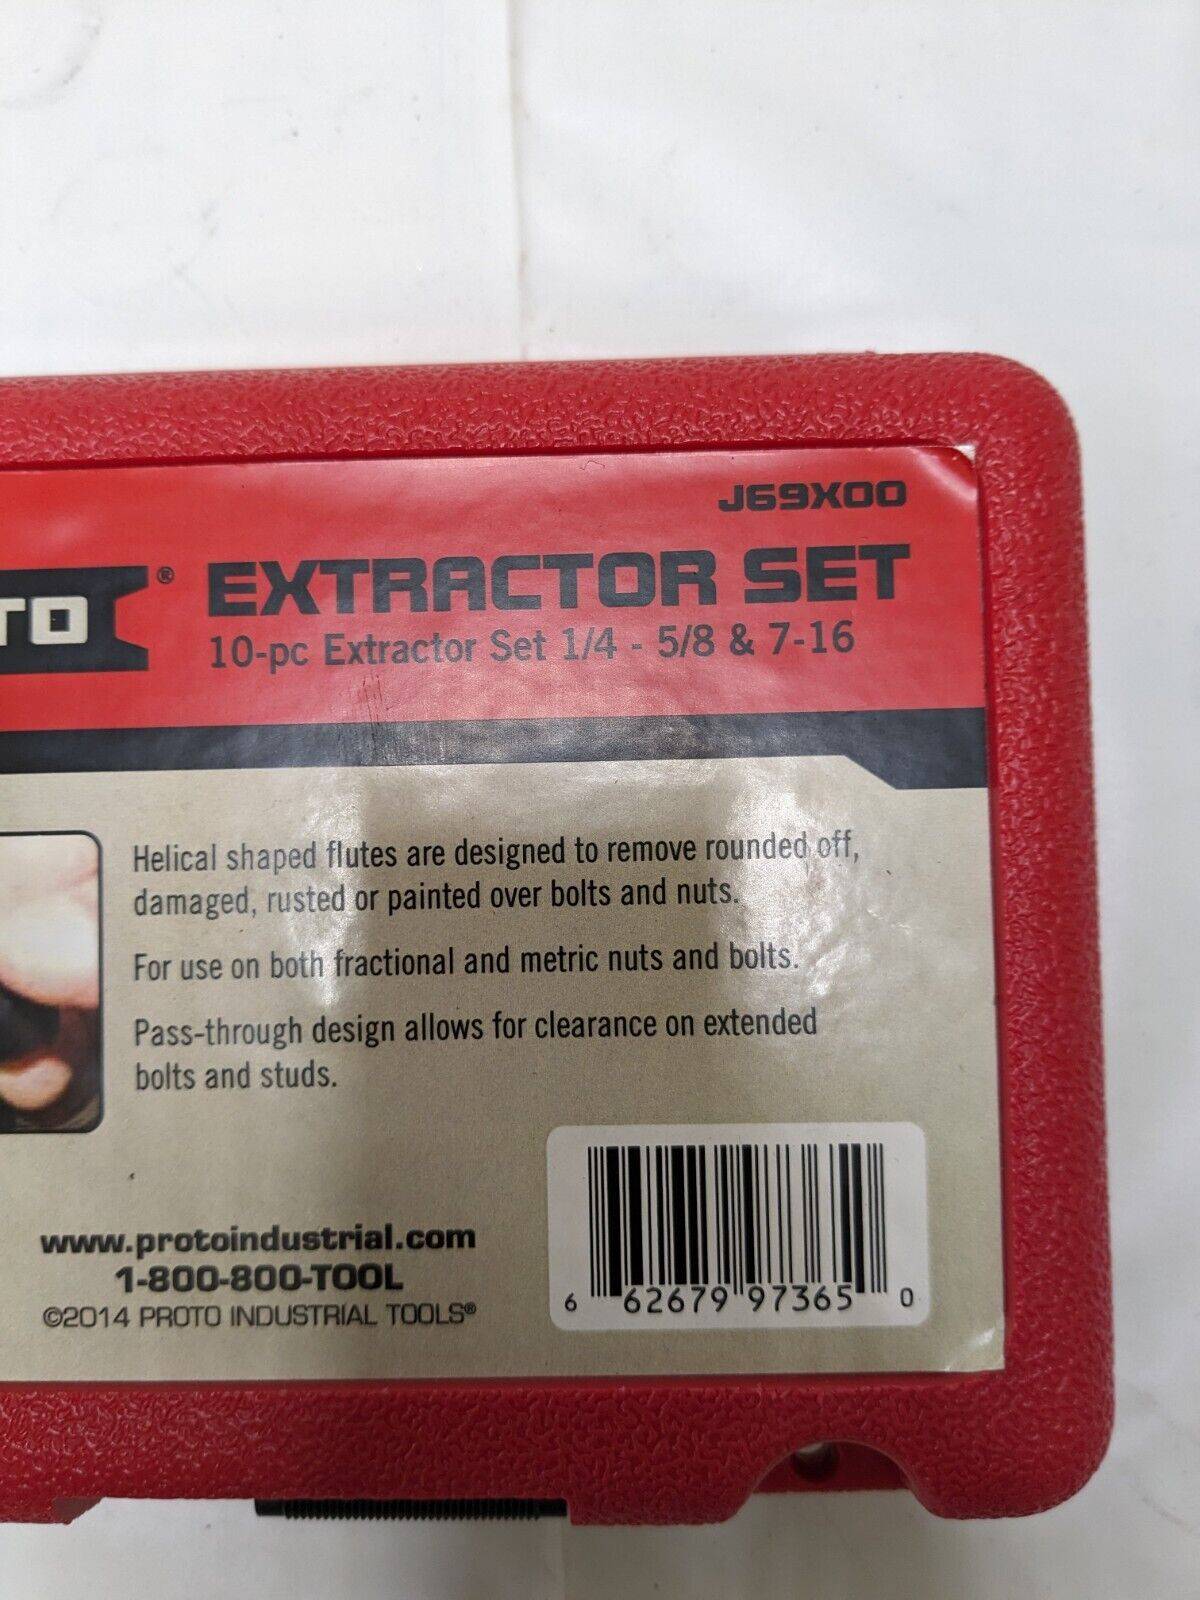 J69X00
TO®
EXTRACTOR SET
10-pc Extractor Set 1/4 - 5/8 & 7-16
Helical shaped flutes are designed to remove rounded off,
damaged, rusted or painted over bolts and nuts.
For use on both fractional and metric nuts and bolts.
Pass-through design allows for clearance on extended
bolts and studs.
www.protoindustrial.com
1-800-800-TOOL
©2014 PROTO INDUSTRIAL TOOLS®
6 62679 97365 0